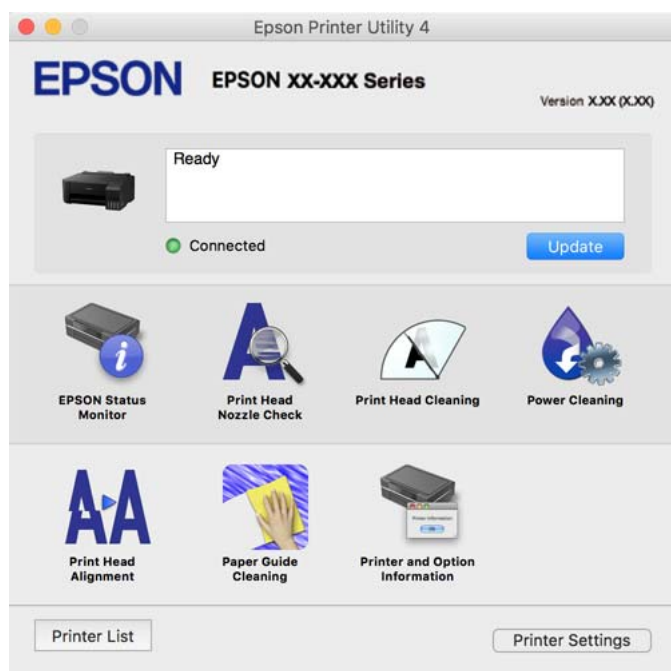 Epson Printer Utility 4
EPSON
EPSON XX-XXX Series
Version X.XX (X.XX)
Ready
Connected
Update
EPSON Status
Monitor
Print Head
Nozzle Check
Print Head Cleaning
Power Cleaning
Print Head
Alignment
Paper Guide
Cleaning
Printer and Option
Information
Printer List
Printer Settings